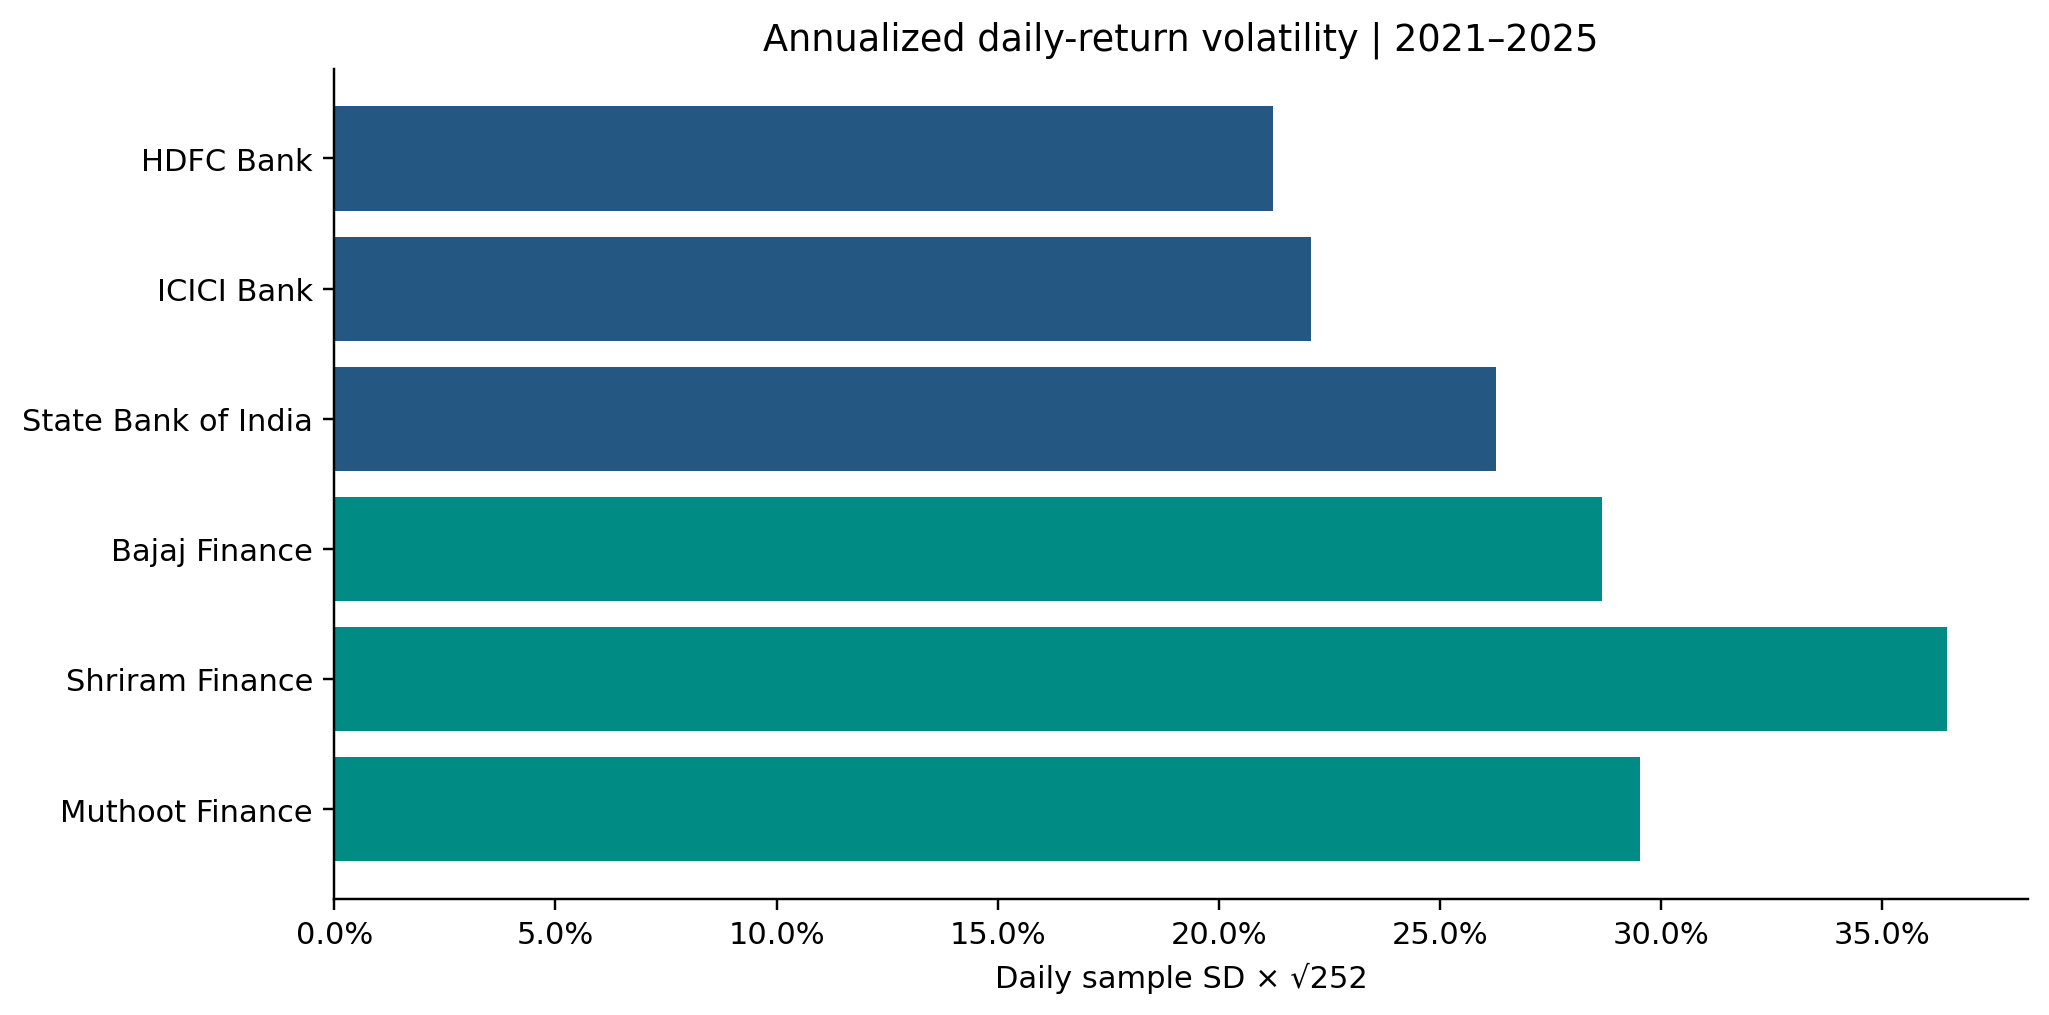 Annualized daily-return volatility | 2021–2025
HDFC Bank
ICICI Bank
State Bank of India
Bajaj Finance
Shriram Finance
Muthoot Finance
0.0% 5.0% 10.0% 15.0% 20.0% 25.0% 30.0% 35.0%
Daily sample SD × √252